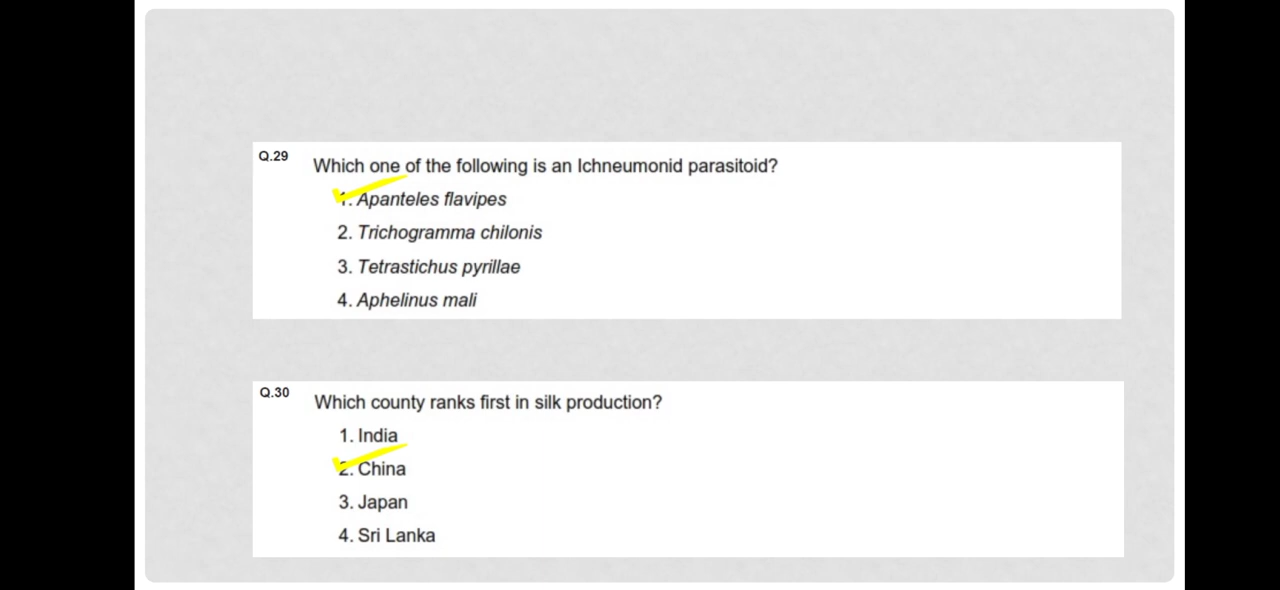 Q.29
Which one of the following is an Ichneumonid parasitoid?
1. Apanteles flavipes
2. Trichogramma chilonis
3. Tetrastichus pyrillae
4. Aphelinus mali
Q.30
Which county ranks first in silk production?
1. India
2. China
3. Japan
4. Sri Lanka